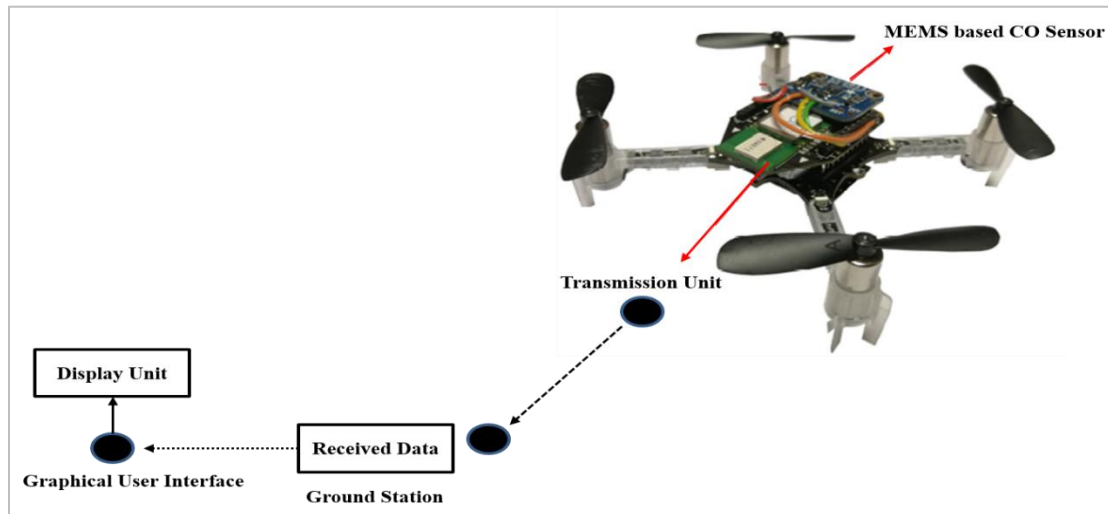 MEMS based CO Sensor
Transmission Unit
Display Unit
Received Data
Graphical User Interface
Ground Station